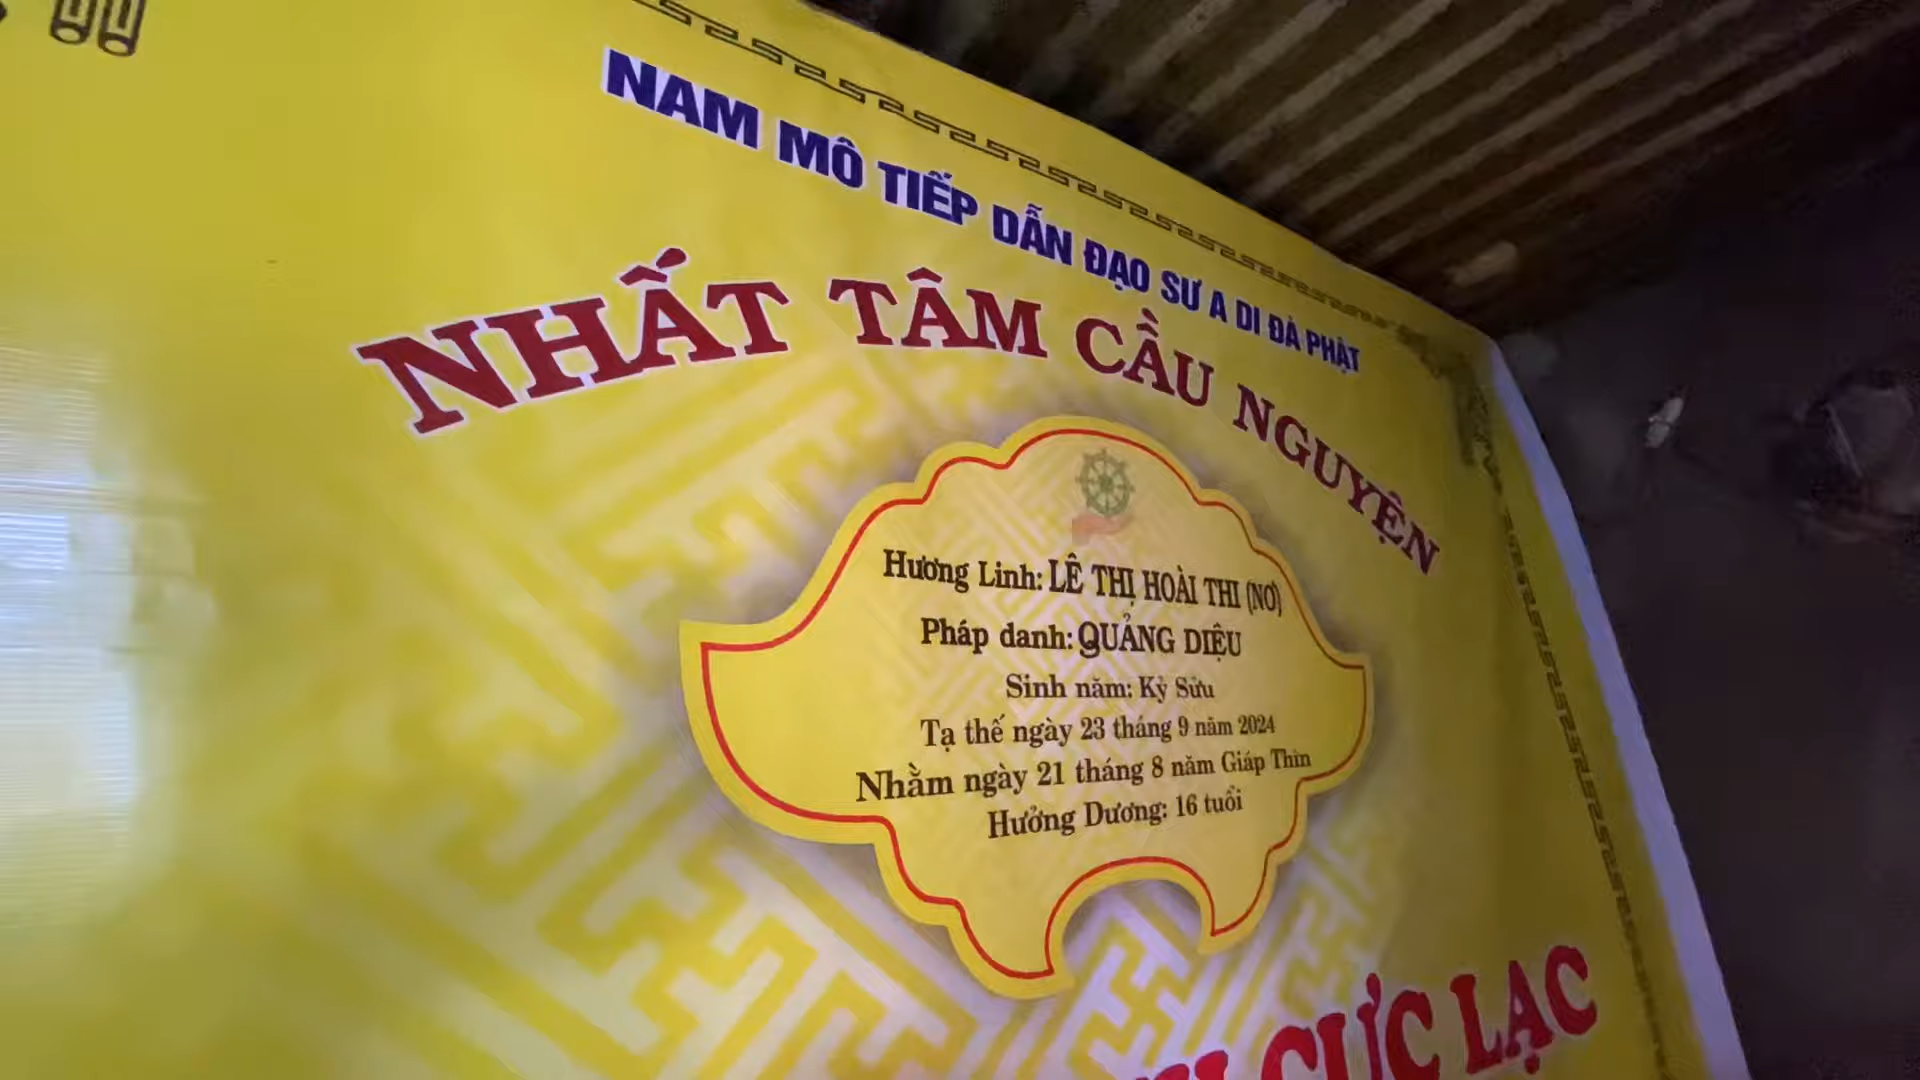 NAM MÔ TIẾP DẪN ĐẠO SƯ A DI ĐÀ PHẬT
NHẤT TÂM CẦU NGUYỆN
Hương Linh: LÊ THỊ HOÀI THI (NO)
Pháp danh: QUẢNG DIỆU
Sinh năm: Kỷ Sửu
Tạ thế ngày 23 tháng 9 năm 2024
Nhằm ngày 21 tháng 8 năm Giáp Thìn
Hưởng Dương: 16 tuổi
CỰC LẠC